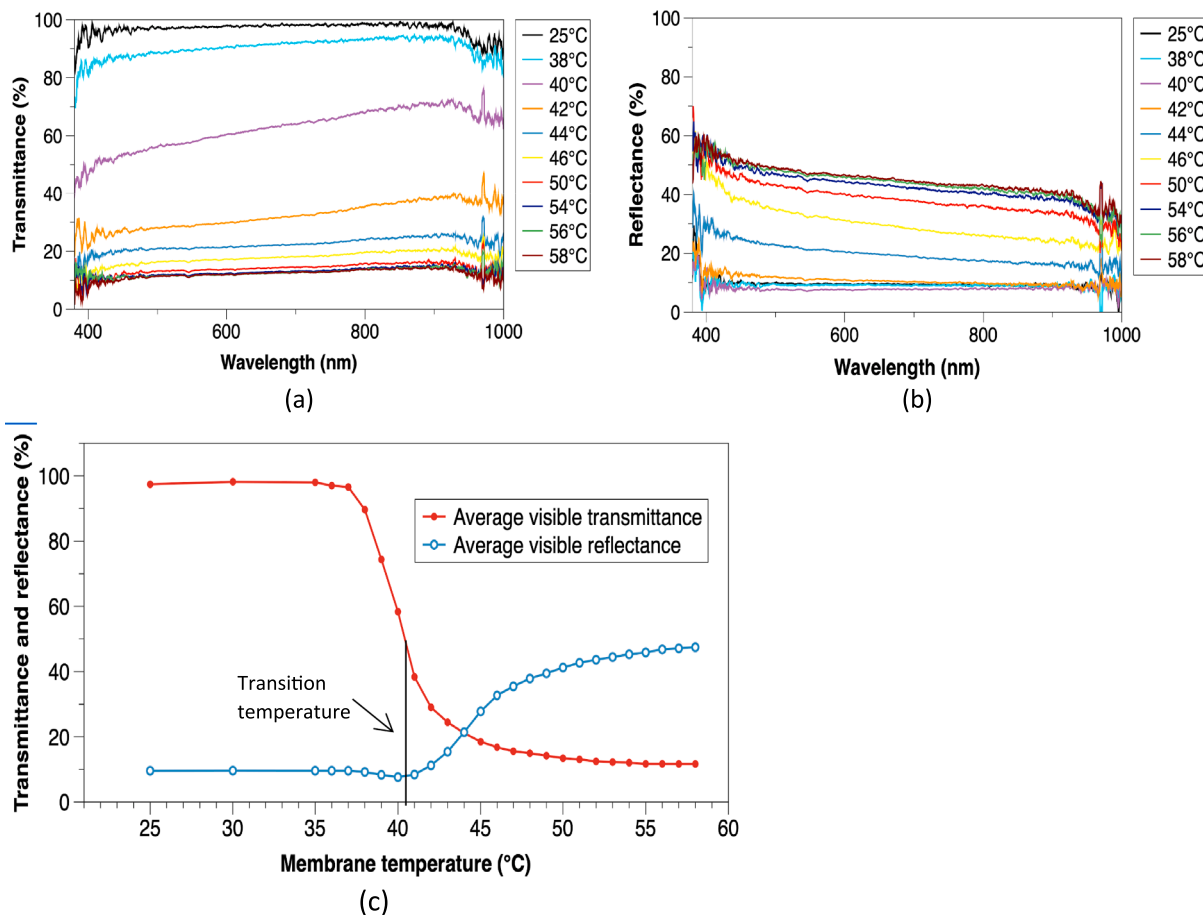 100
80
60
40
20
0
Transmittance (%)
400
600
800
1000
Wavelength (nm)
25°C
38°C
40°C
42°C
44°C
46°C
50°C
54°C
56°C
58°C
(a)
100
80
60
40
20
0
Reflectance (%)
400
600
800
1000
Wavelength (nm)
25°C
38°C
40°C
42°C
44°C
46°C
50°C
54°C
56°C
58°C
(b)
Transmittance and reflectance (%)
100
80
60
40
20
0
Average visible transmittance
Average visible reflectance
Transition
temperature
25
30
35
40
45
50
55
60
Membrane temperature (°C)
(c)